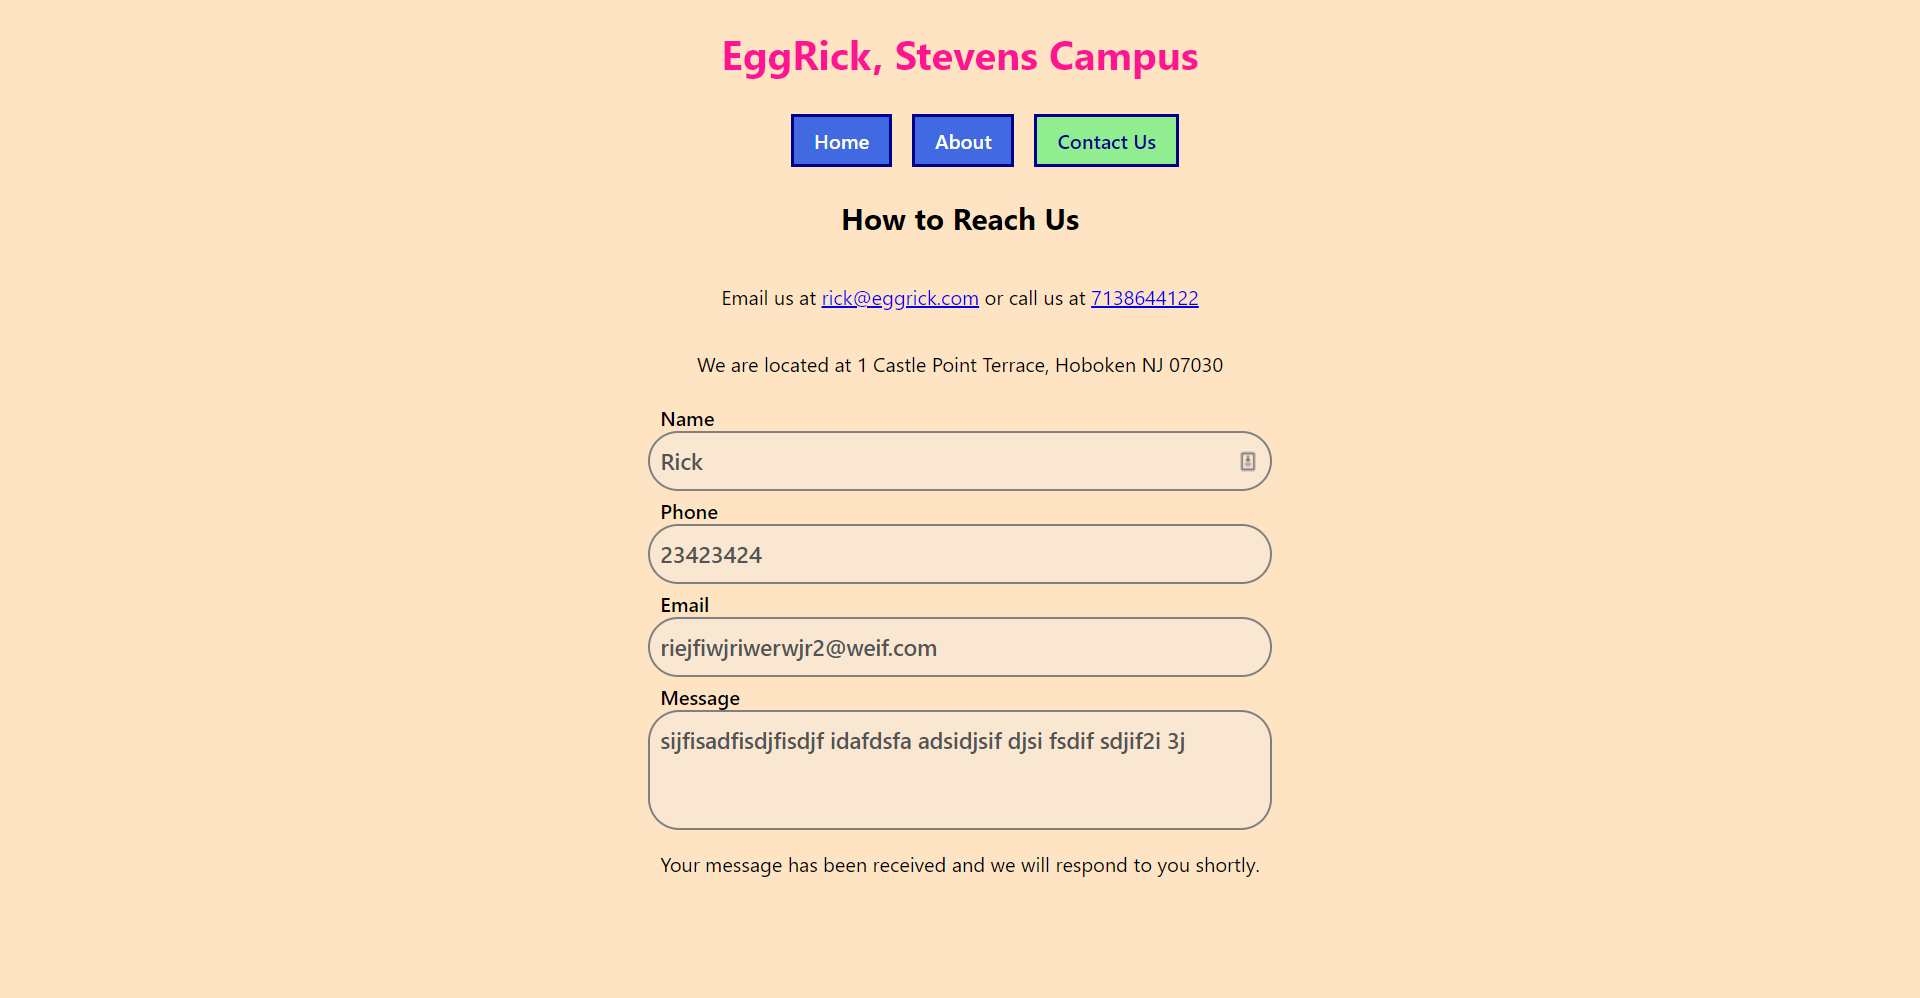 EggRick, Stevens Campus
Home About Contact Us
How to Reach Us
Email us at rick@eggrick.com or call us at 7138644122
We are located at 1 Castle Point Terrace, Hoboken NJ 07030
Name
Rick
Phone
23423424
Email
riejfiwjriwerwjr2@weif.com
Message
sijfisadfisdjfisdjf idafdsfa adsidjsif djsi fsdif sdjif2i 3j
Your message has been received and we will respond to you shortly.